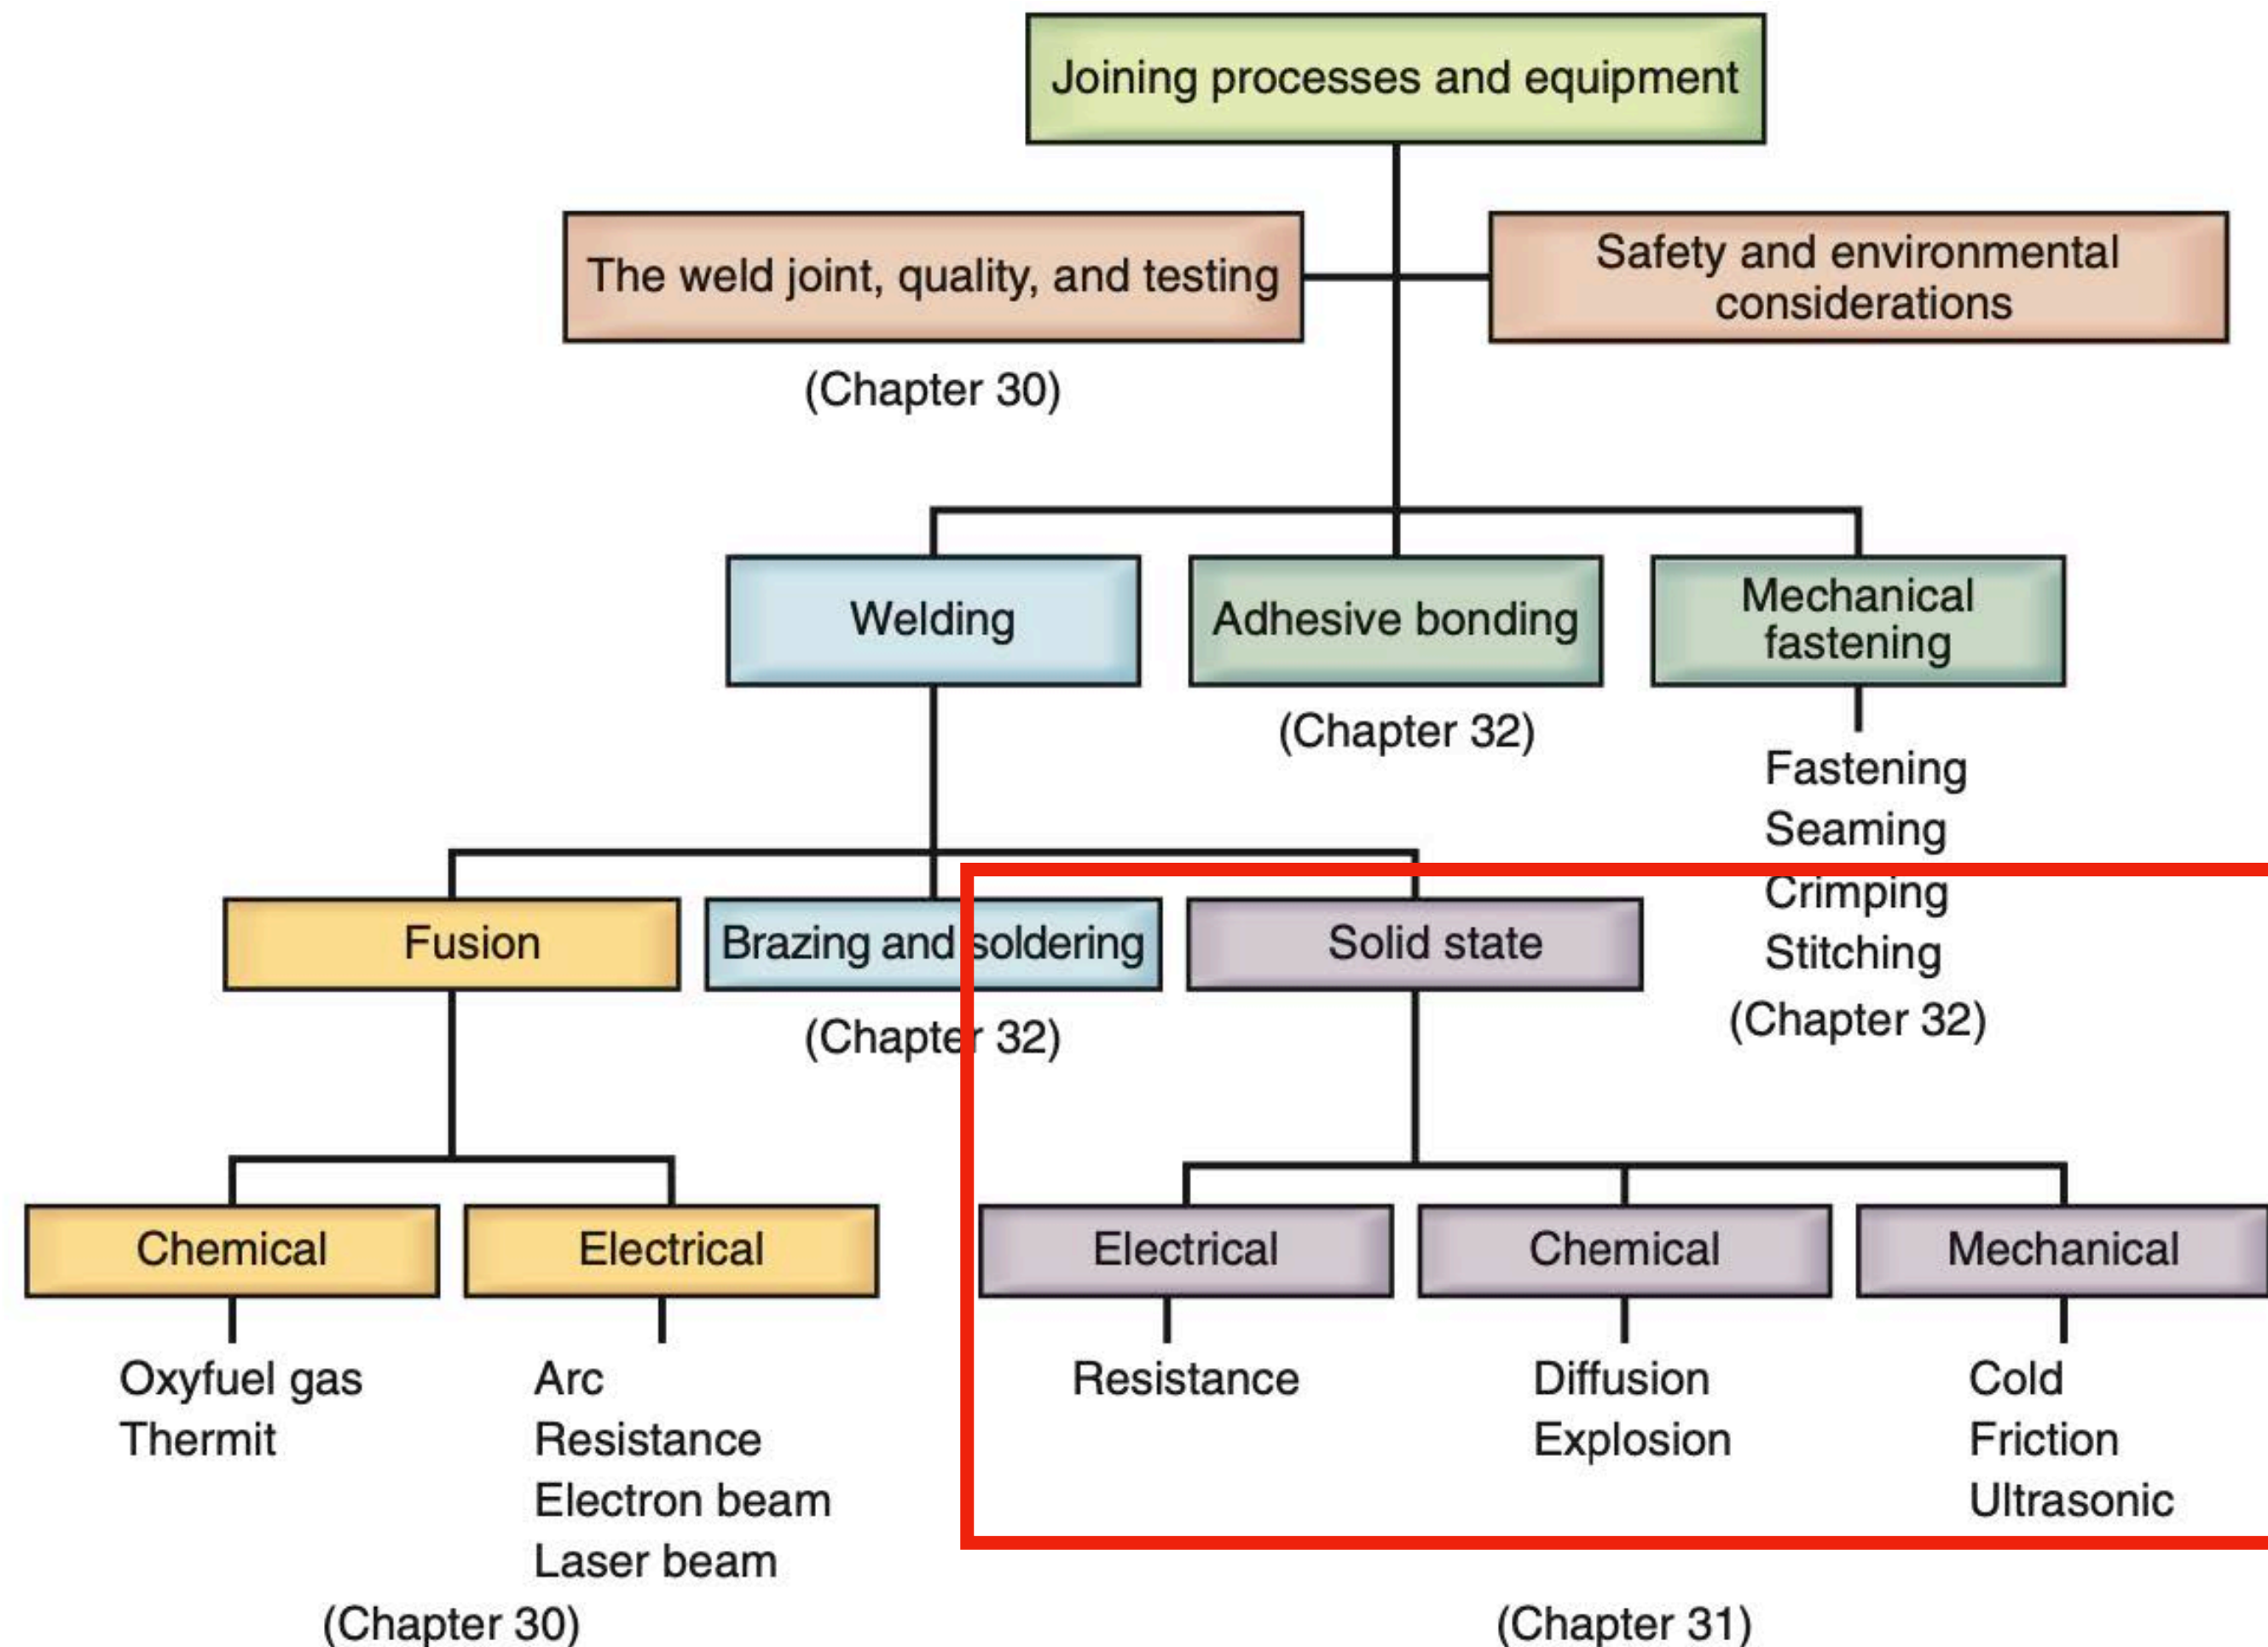 Joining processes and equipment
The weld joint, quality, and testing
(Chapter 30)
Safety and environmental
considerations
Welding
Adhesive bonding
(Chapter 32)
Mechanical
fastening
Fastening
Seaming
Crimping
Stitching
(Chapter 32)
Fusion
Brazing and soldering
(Chapter 32)
Solid state
Chemical
Oxyfuel gas
Thermit
Electrical
Arc
Resistance
Electron beam
Laser beam
(Chapter 30)
Electrical
Resistance
Chemical
Diffusion
Explosion
Mechanical
Cold
Friction
Ultrasonic
(Chapter 31)